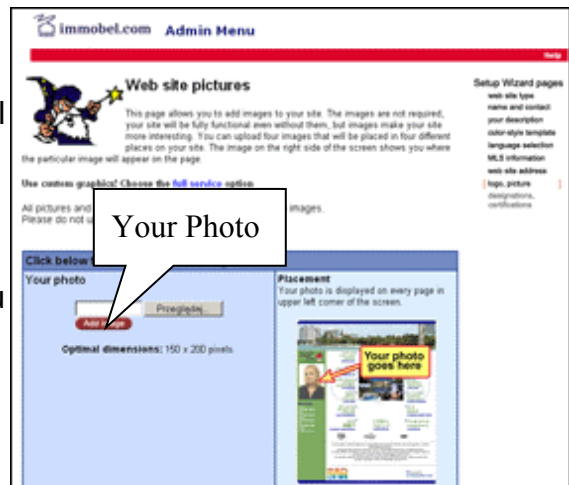 immobel.com Admin Menu
Help
Web site pictures
This page allows you to add images to your site. The images are not required,
your site will be fully functional even without them, but images make your site
more interesting. You can upload four images that will be placed in four different
places on your site. The image on the right side of the screen shows you where
the particular image will appear on the page.
Use custom graphics! Choose the full service option
All pictures and
images.
Please do not u
Setup Wizard pages
web site type
name and contact
your description
color-style template
language selection
MLS information
web site address
[ logo, picture ]
designations,
certifications
Your Photo
Click below
Your photo
Przeglądaj...
Add image
Optimal dimensions: 150 x 200 pixels
Placement
Your photo is displayed on every page in
upper left corner of the screen.
Your photo
goes here